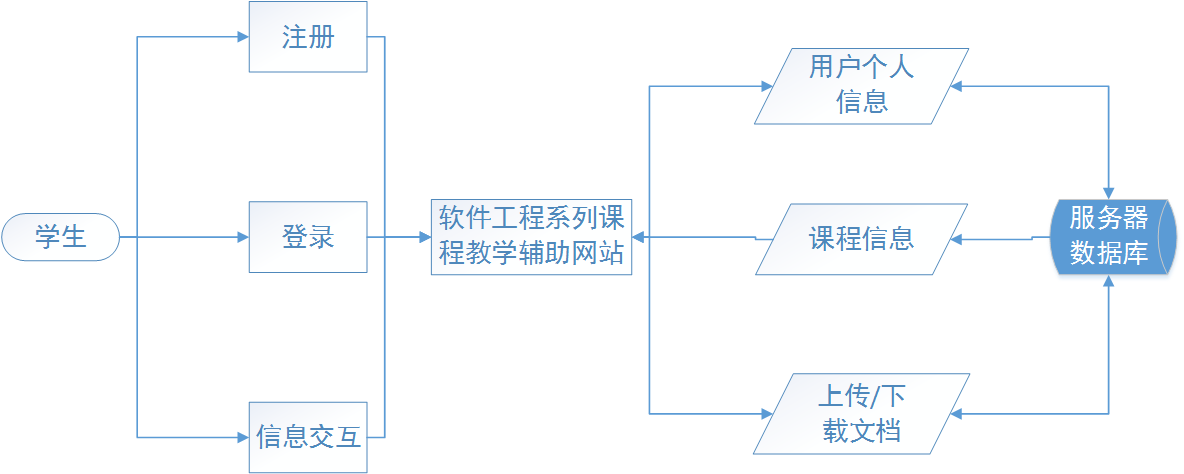 注册
学生
登录
信息交互
软件工程系列课
程教学辅助网站
用户个人
信息
课程信息
上传/下
载文档
服务器
数据库